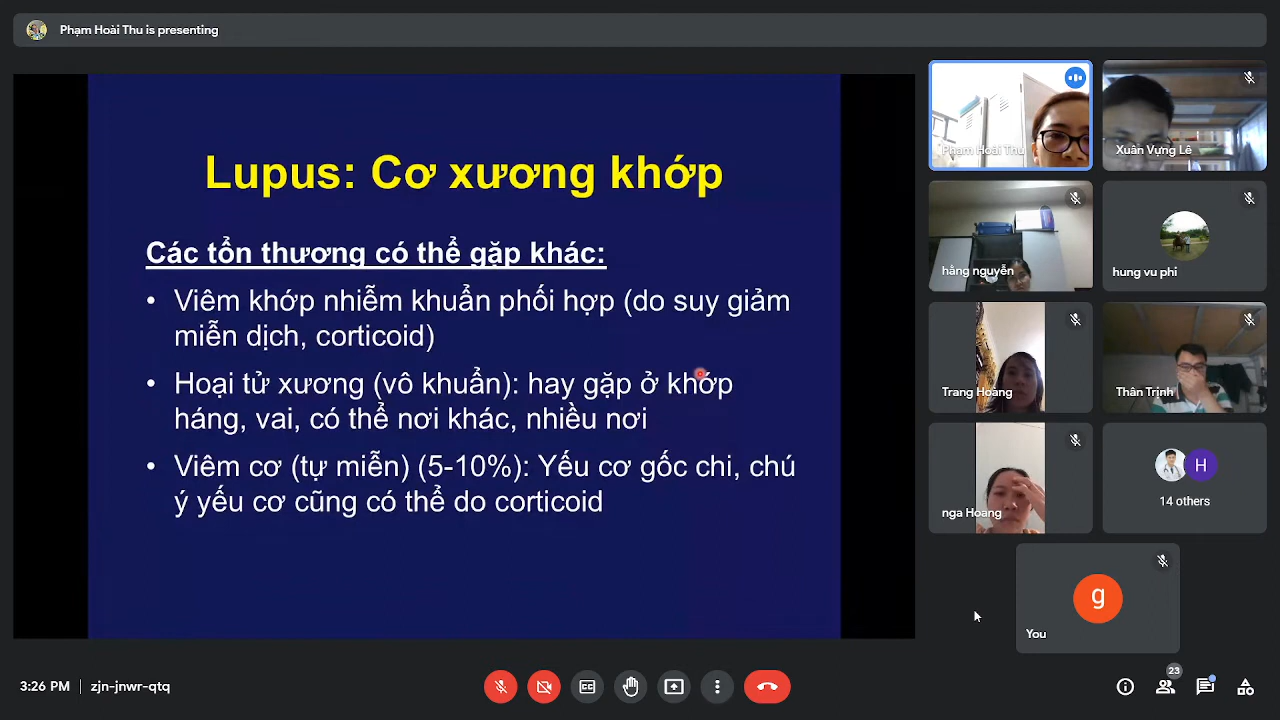 Phạm Hoài Thu is presenting
Lupus: Cơ xương khớp
Các tổn thương có thể gặp khác:
• Viêm khớp nhiễm khuẩn phối hợp (do suy giảm
miễn dịch, corticoid)
• Hoại tử xương (vô khuẩn): hay gặp ở khớp
háng, vai, có thể nơi khác, nhiều nơi
• Viêm cơ (tự miễn) (5-10%): Yếu cơ gốc chi, chú
ý yếu cơ cũng có thể do corticoid
Phạm Hoài Thu
Xuân Vựng Lê
hằng nguyễn
hung vu phi
Trang Hoàng
Thân Trịnh
nga Hoang
H
14 others
g
You
3:26 PM
zjn-jnwr-qtq
23